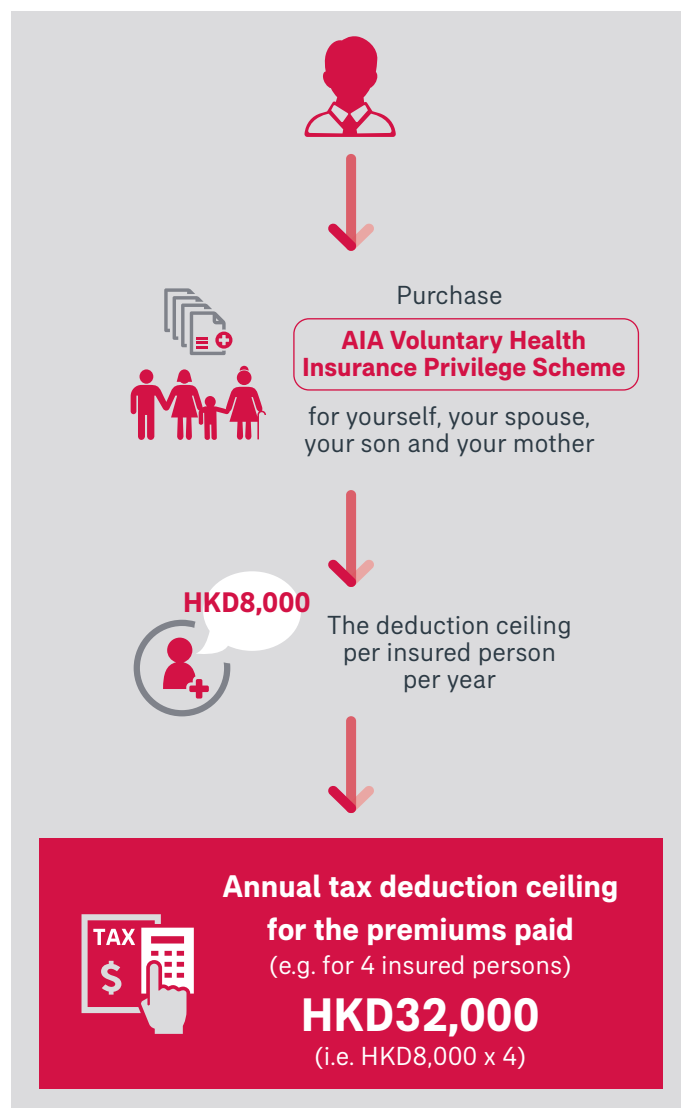 Purchase
AIA Voluntary Health
Insurance Privilege Scheme
for yourself, your spouse,
your son and your mother
HKD8,000
The deduction ceiling
per insured person
per year
TAX
$
Annual tax deduction ceiling
for the premiums paid
(e.g. for 4 insured persons)
HKD32,000
(i.e. HKD8,000 x 4)